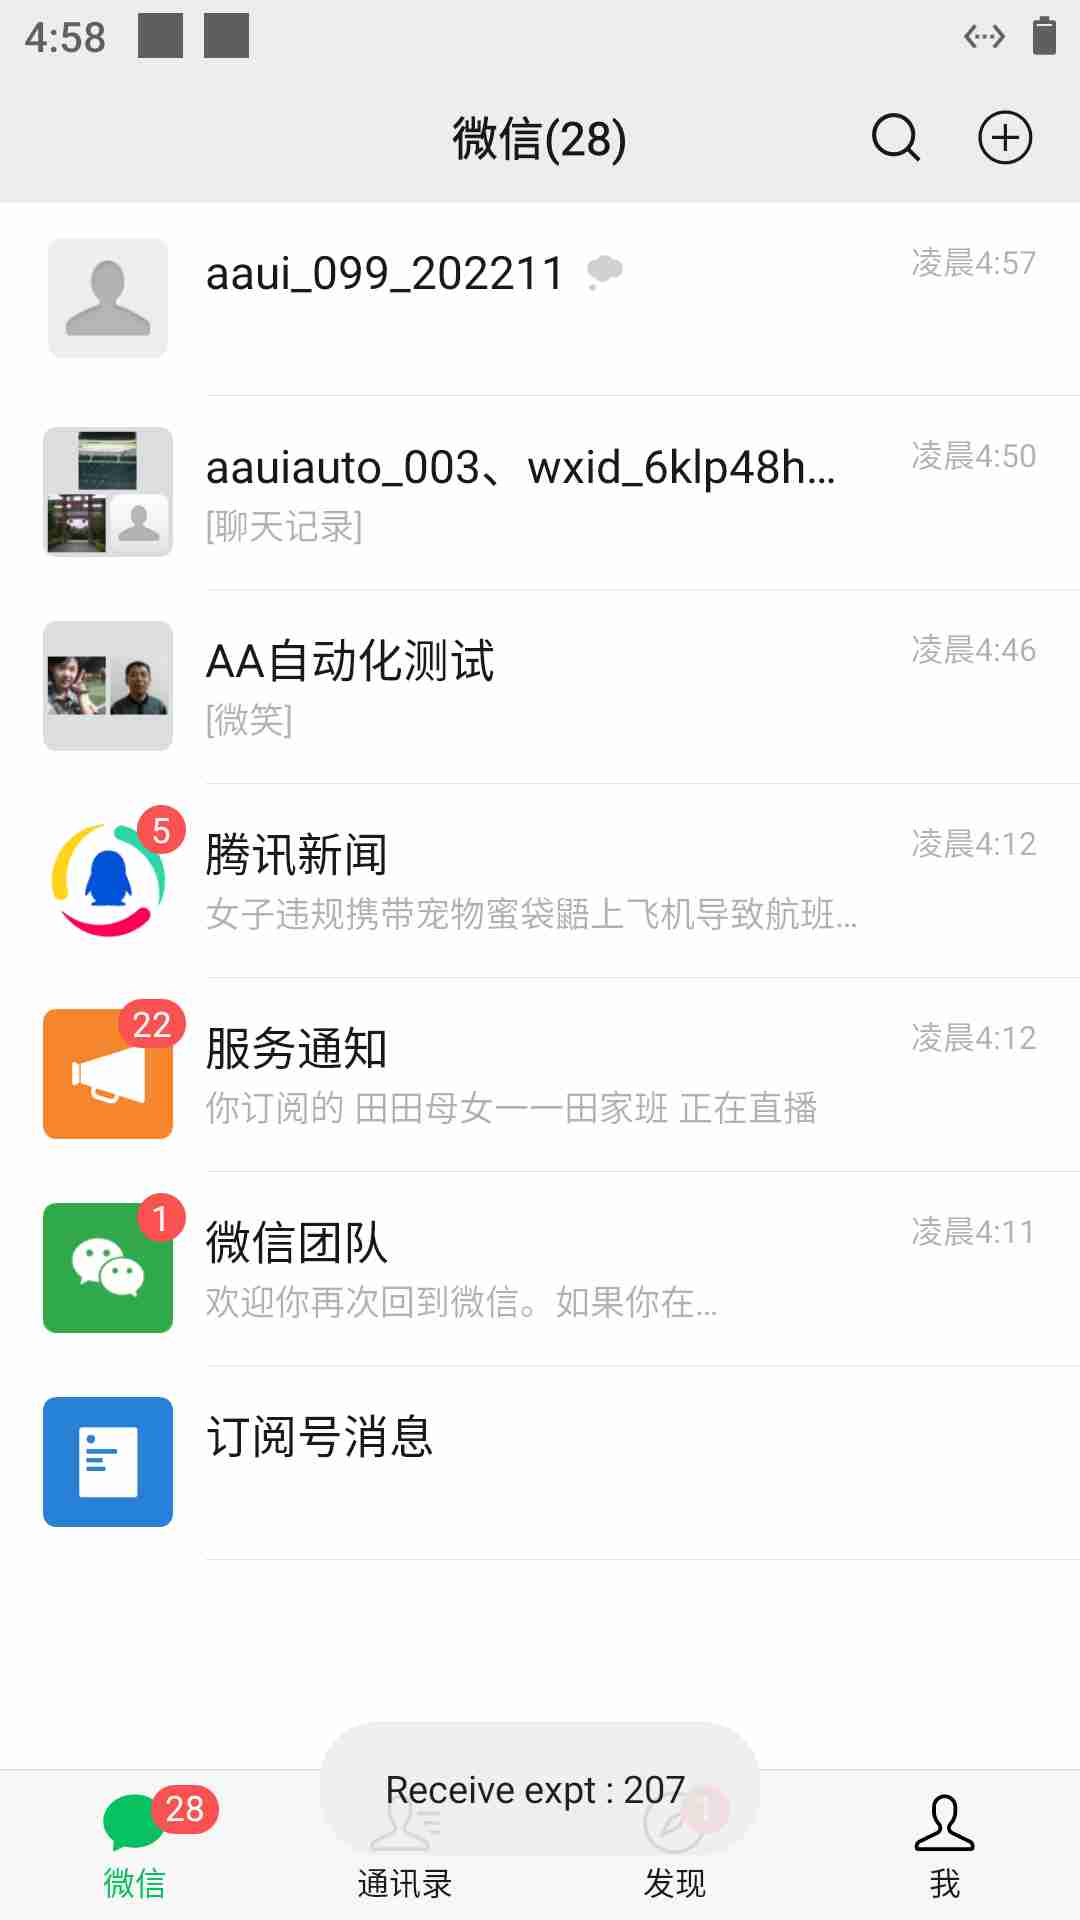 4:58
微信(28)
aaui_099_202211
凌晨4:57
aauiauto_003、wxid_6klp48h...
凌晨4:50
[聊天记录]
AA自动化测试
凌晨4:46
[微笑]
5
腾讯新闻
凌晨4:12
女子违规携带宠物蜜袋鼯上飞机导致航班...
22
服务通知
凌晨4:12
你订阅的 田田母女一一田家班 正在直播
1
微信团队
凌晨4:11
欢迎你再次回到微信。如果你在...
订阅号消息
Receive expt : 207
28
1
微信
通讯录
发现
我